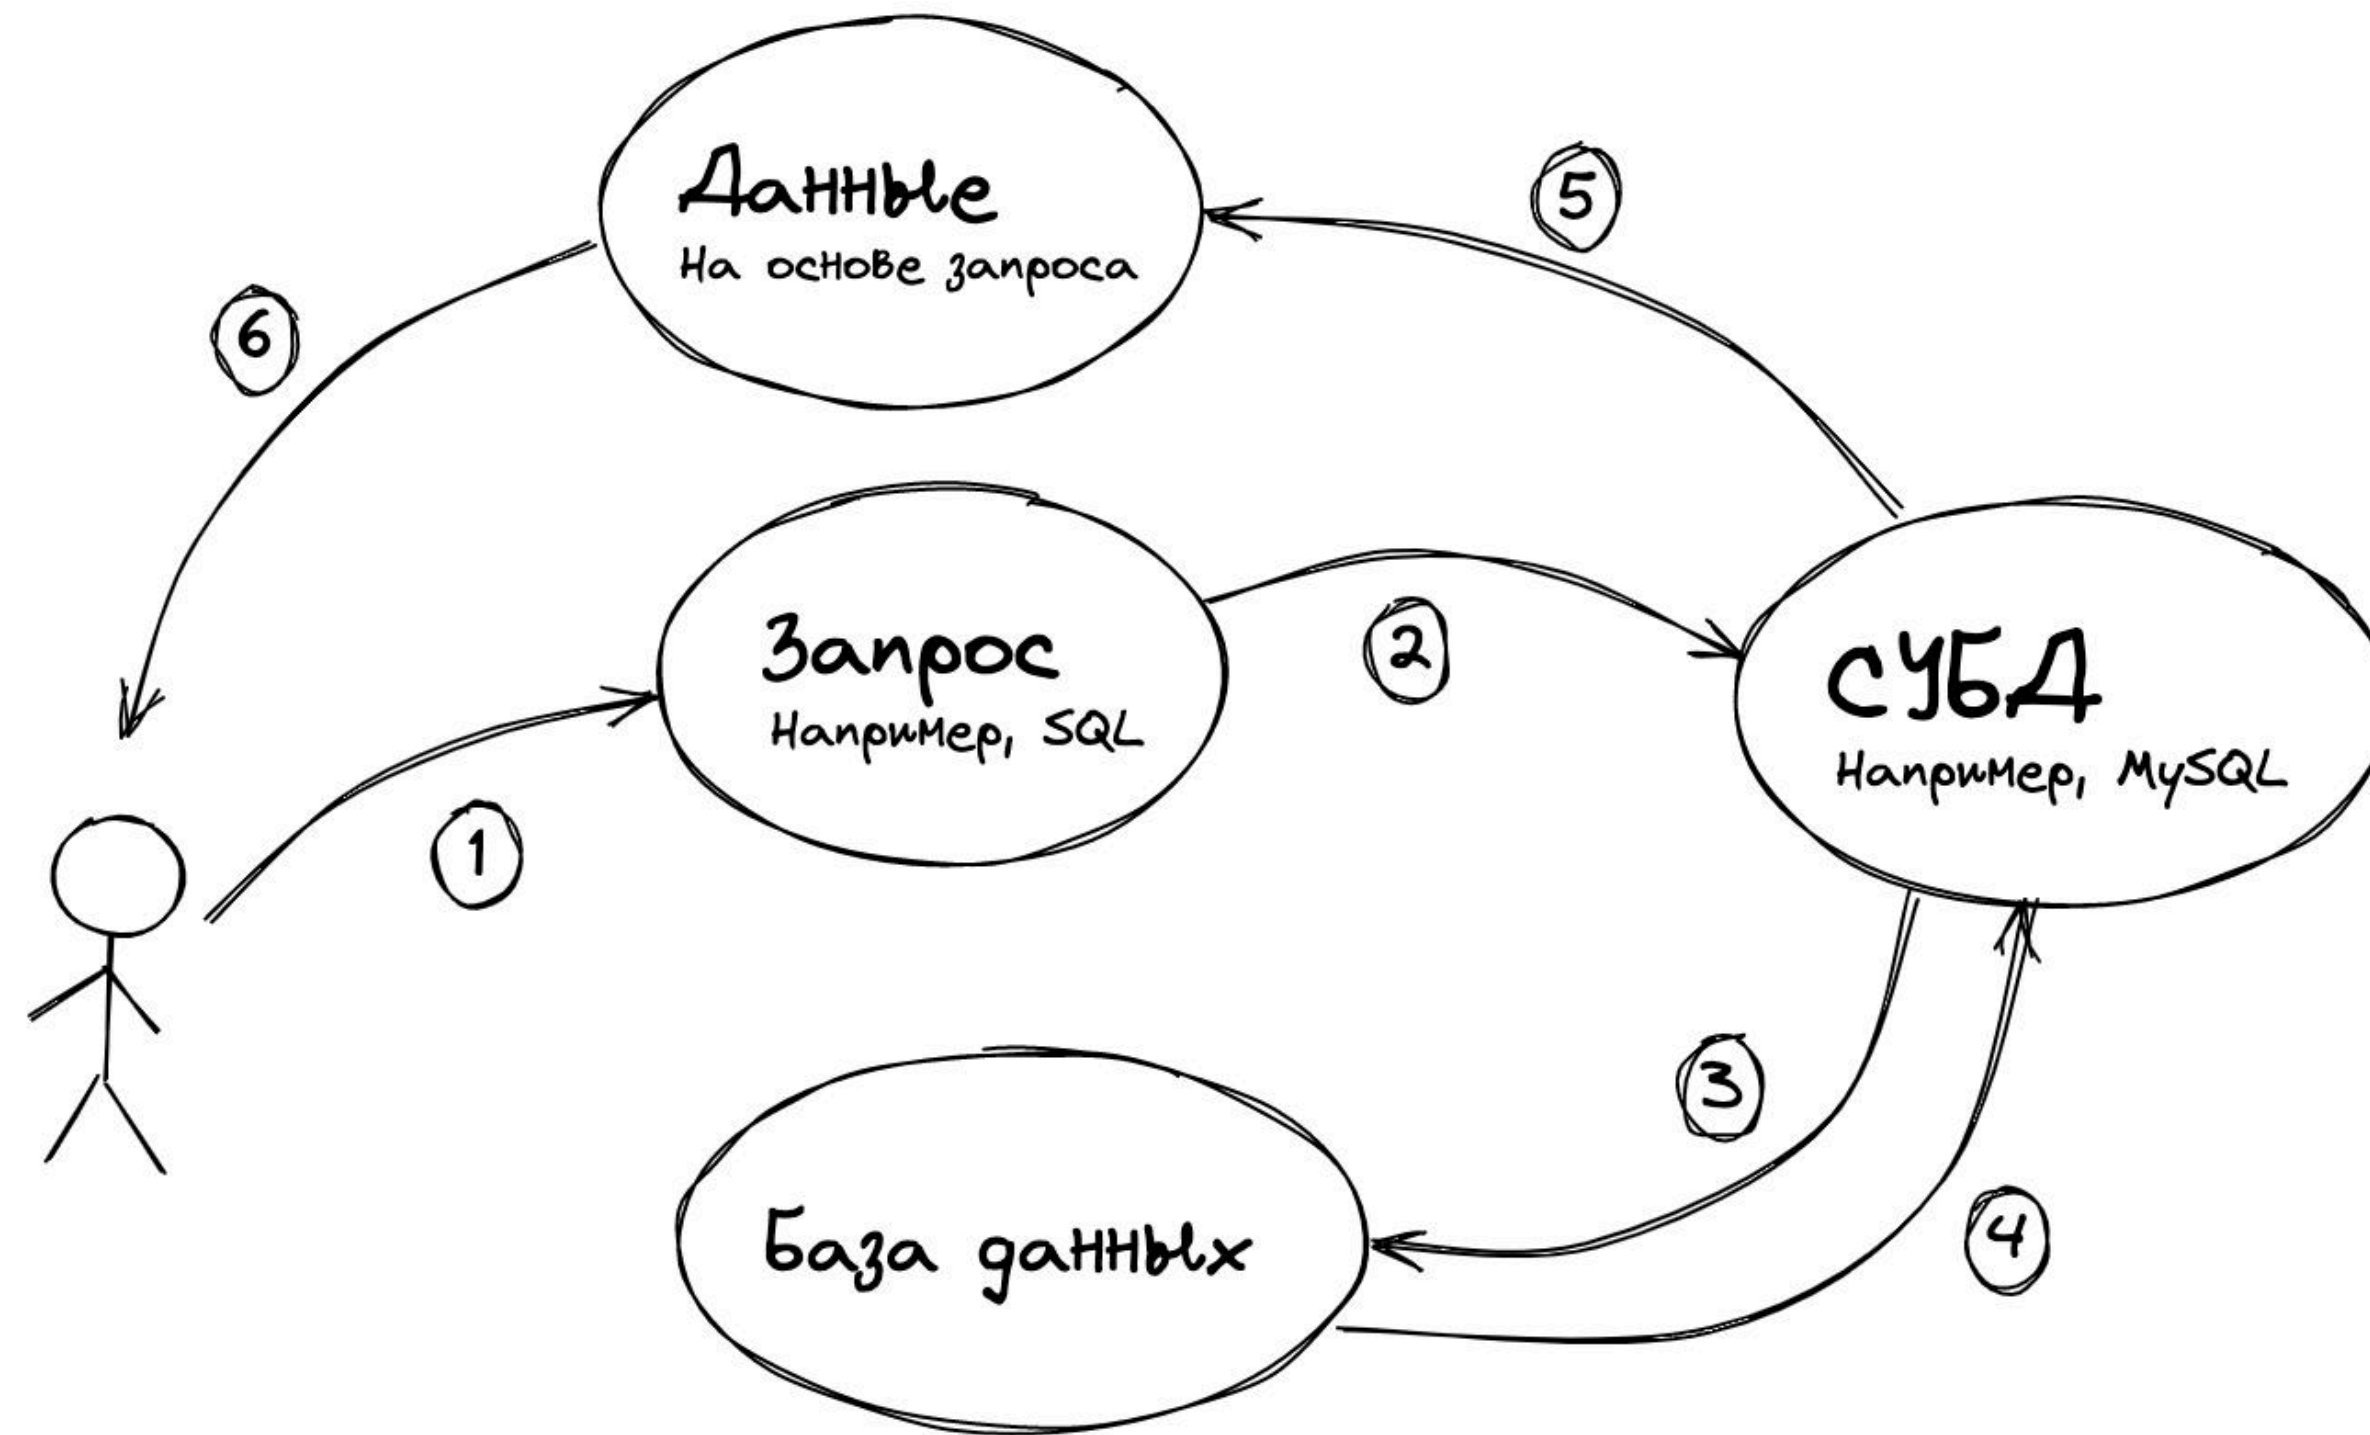 Данные
На основе запроса
5
6
Запрос
Например, SQL
2
СУБД
Например, MySQL
1
3
База данных
4